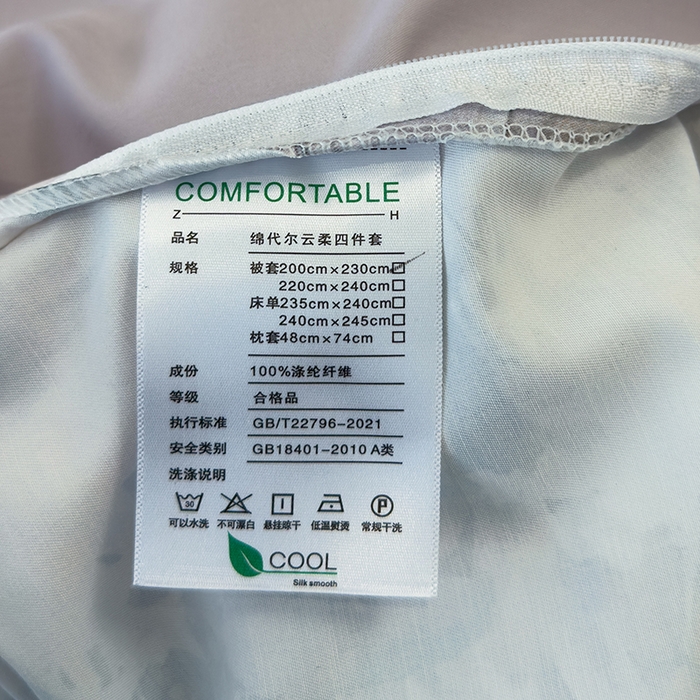 COMFORTABLE
Z H
品名 绵代尔云柔四件套
规格 被套200cm×230cm☑
220cm×240cm□
床单235cm×240cm□
240cm×245cm□
枕套48cm×74cm □
成份 100%涤纶纤维
等级 合格品
执行标准 GB/T22796-2021
安全类别 GB18401-2010 A类
洗涤说明
30 P
可以水洗 不可漂白 悬挂晾干 低温熨烫 常规干洗
COOL
Silk smooth